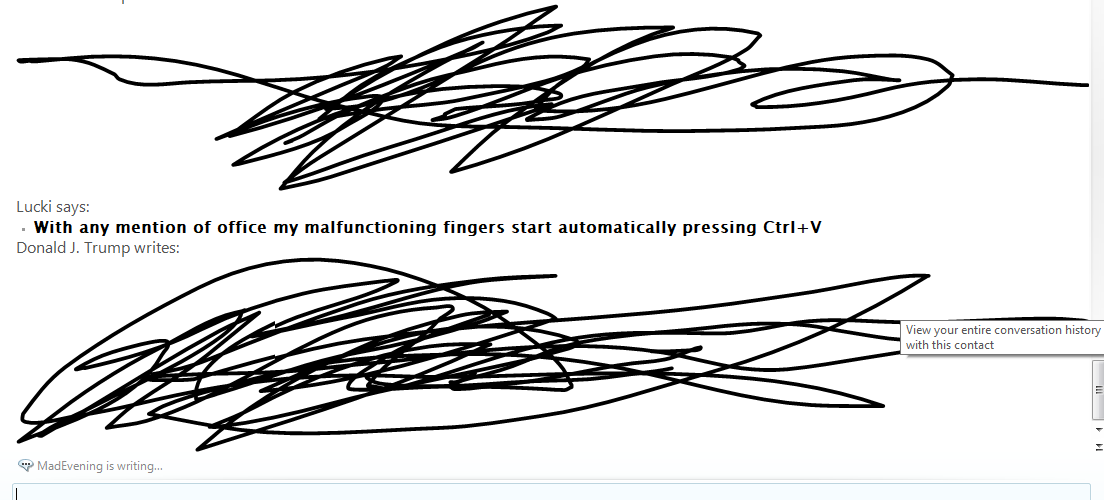 Lucki says:
With any mention of office my malfunctioning fingers start automatically pressing Ctrl+V
Donald J. Trump writes:
View your entire conversation history
with this contact
MadEvening is writing...